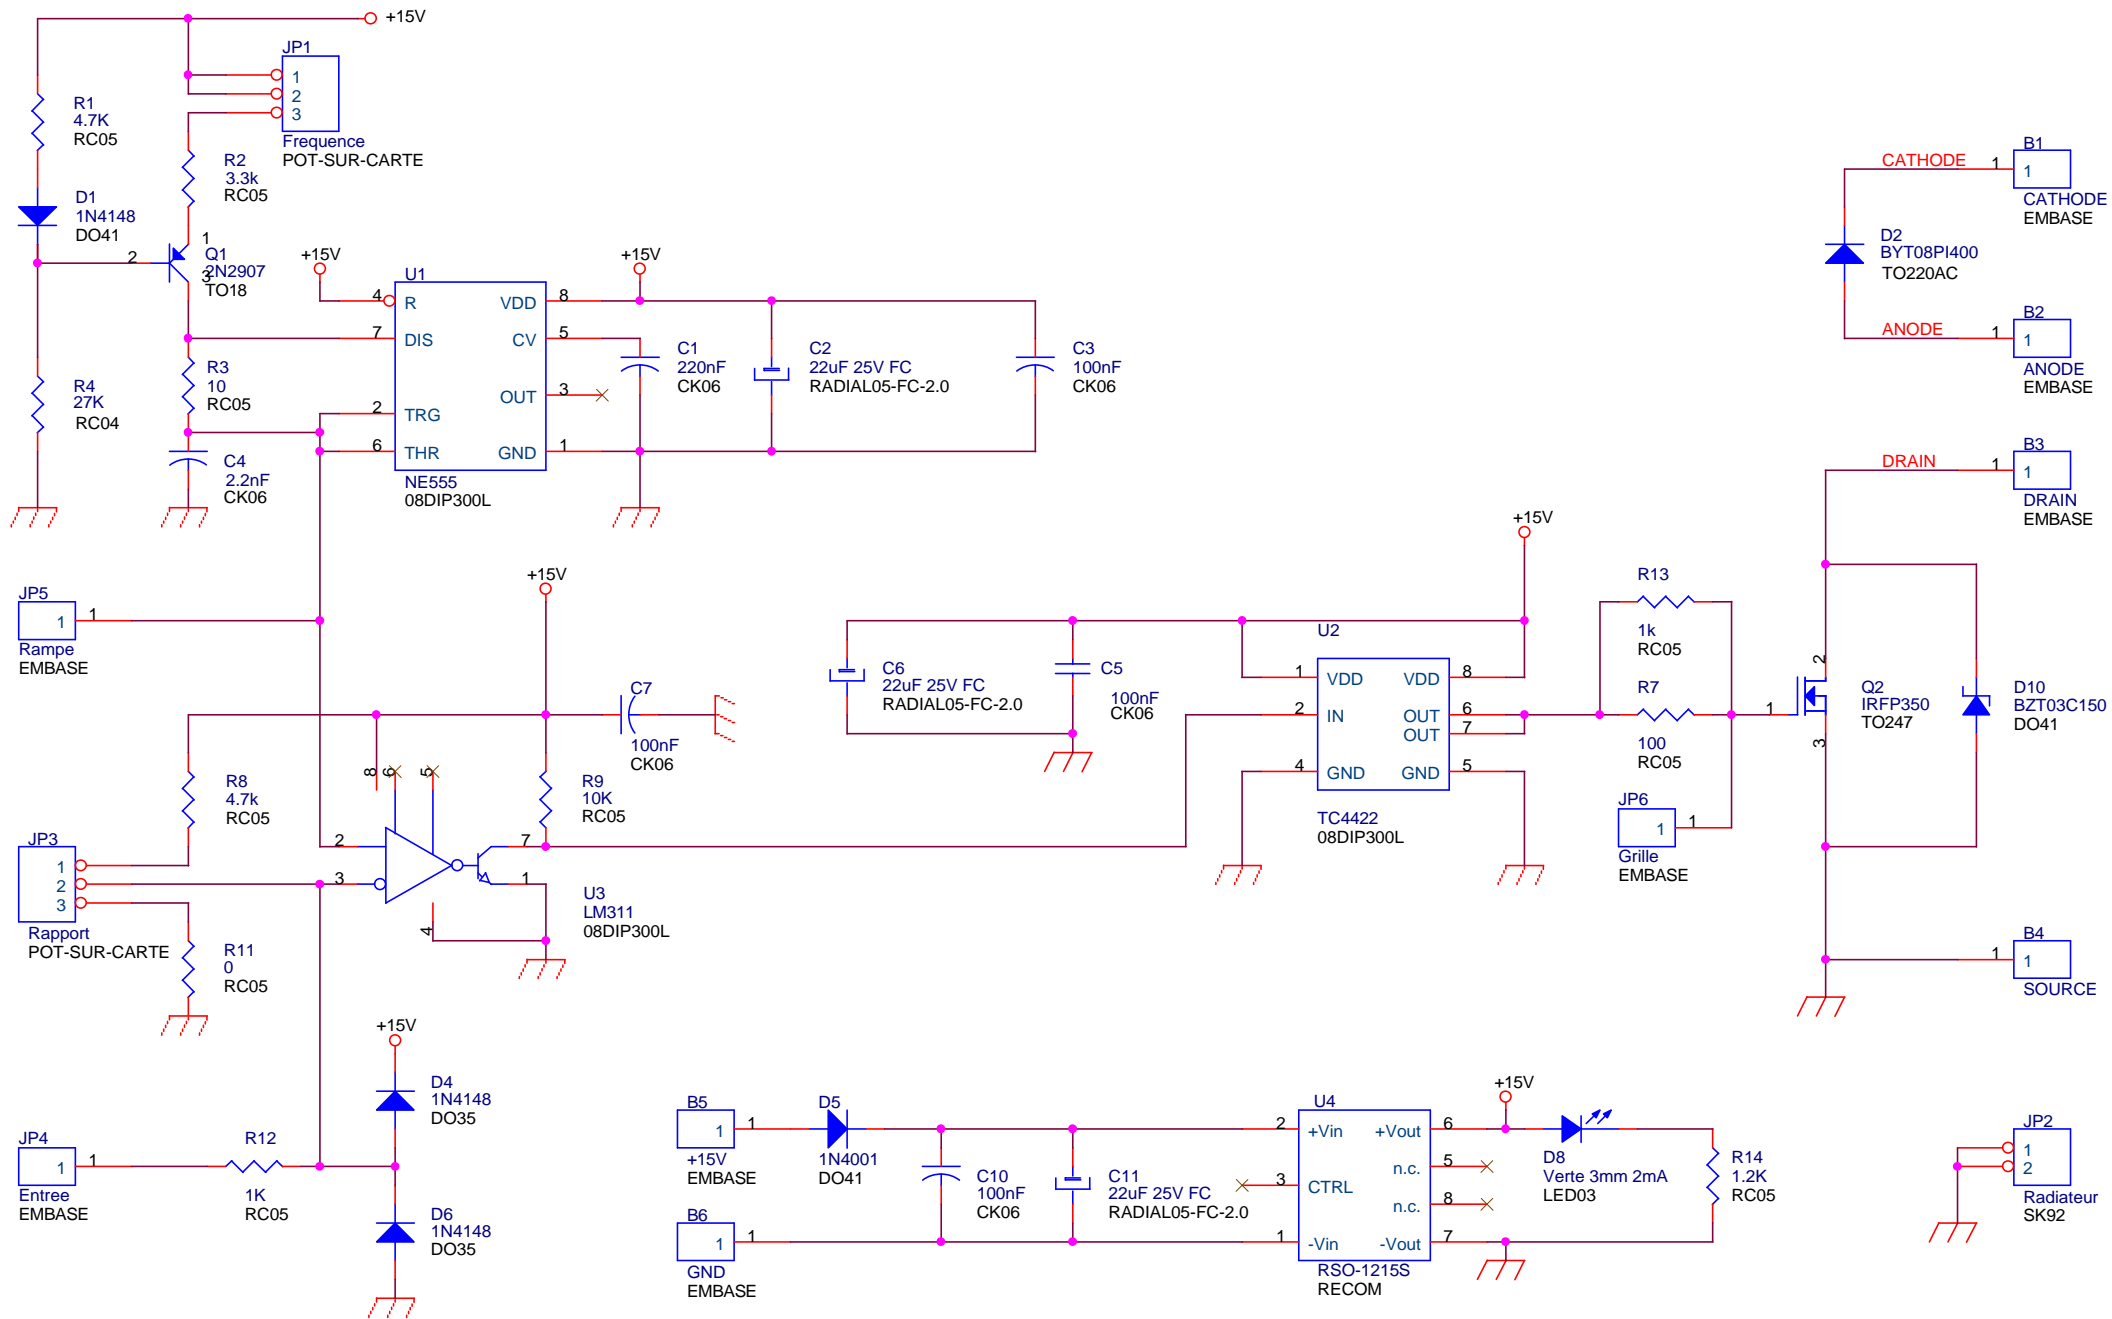 +15V
JP1
1
2
3
Frequence
POT-SUR-CARTE
R1
4.7K
RC05
R2
3.3k
RC05
D1
1N4148
DO41
1
2
3
Q1
2N2907
TO18
R3
10
RC05
R4
27K
RC04
C4
2.2nF
CK06
+15V
+15V
U1
4
R
VDD
8
7
DIS
CV
5
OUT
3
2
TRG
6
THR
GND
1
NE555
08DIP300L
C1
220nF
CK06
C2
22uF 25V FC
RADIAL05-FC-2.0
C3
100nF
CK06
B1
CATHODE
1
1
CATHODE
EMBASE
D2
BYT08PI400
TO220AC
B2
ANODE
1
1
ANODE
EMBASE
B3
DRAIN
1
1
DRAIN
EMBASE
JP5
1
1
Rampe
EMBASE
+15V
C7
100nF
CK06
R8
4.7k
RC05
8
6
5
R9
10K
RC05
JP3
1
2
3
Rapport
POT-SUR-CARTE
R11
0
RC05
2
3
7
1
4
U3
LM311
08DIP300L
+15V
C6
22uF 25V FC
RADIAL05-FC-2.0
C5
100nF
CK06
U2
1
VDD
VDD
8
2
IN
OUT
6
OUT
7
4
GND
GND
5
TC4422
08DIP300L
R13
1k
RC05
R7
100
RC05
JP6
1
1
Grille
EMBASE
2
1
3
Q2
IRFP350
TO247
D10
BZT03C150
DO41
B4
1
1
SOURCE
+15V
D4
1N4148
DO35
JP4
1
1
Entree
EMBASE
R12
1K
RC05
D6
1N4148
DO35
B5
1
1
+15V
EMBASE
D5
1N4001
DO41
B6
1
1
GND
EMBASE
C10
100nF
CK06
C11
22uF 25V FC
RADIAL05-FC-2.0
U4
2
+Vin
+Vout
6
n.c.
5
3
CTRL
n.c.
8
1
-Vin
-Vout
7
RSO-1215S
RECOM
+15V
D8
Verte 3mm 2mA
LED03
R14
1.2K
RC05
JP2
1
2
Radiateur
SK92